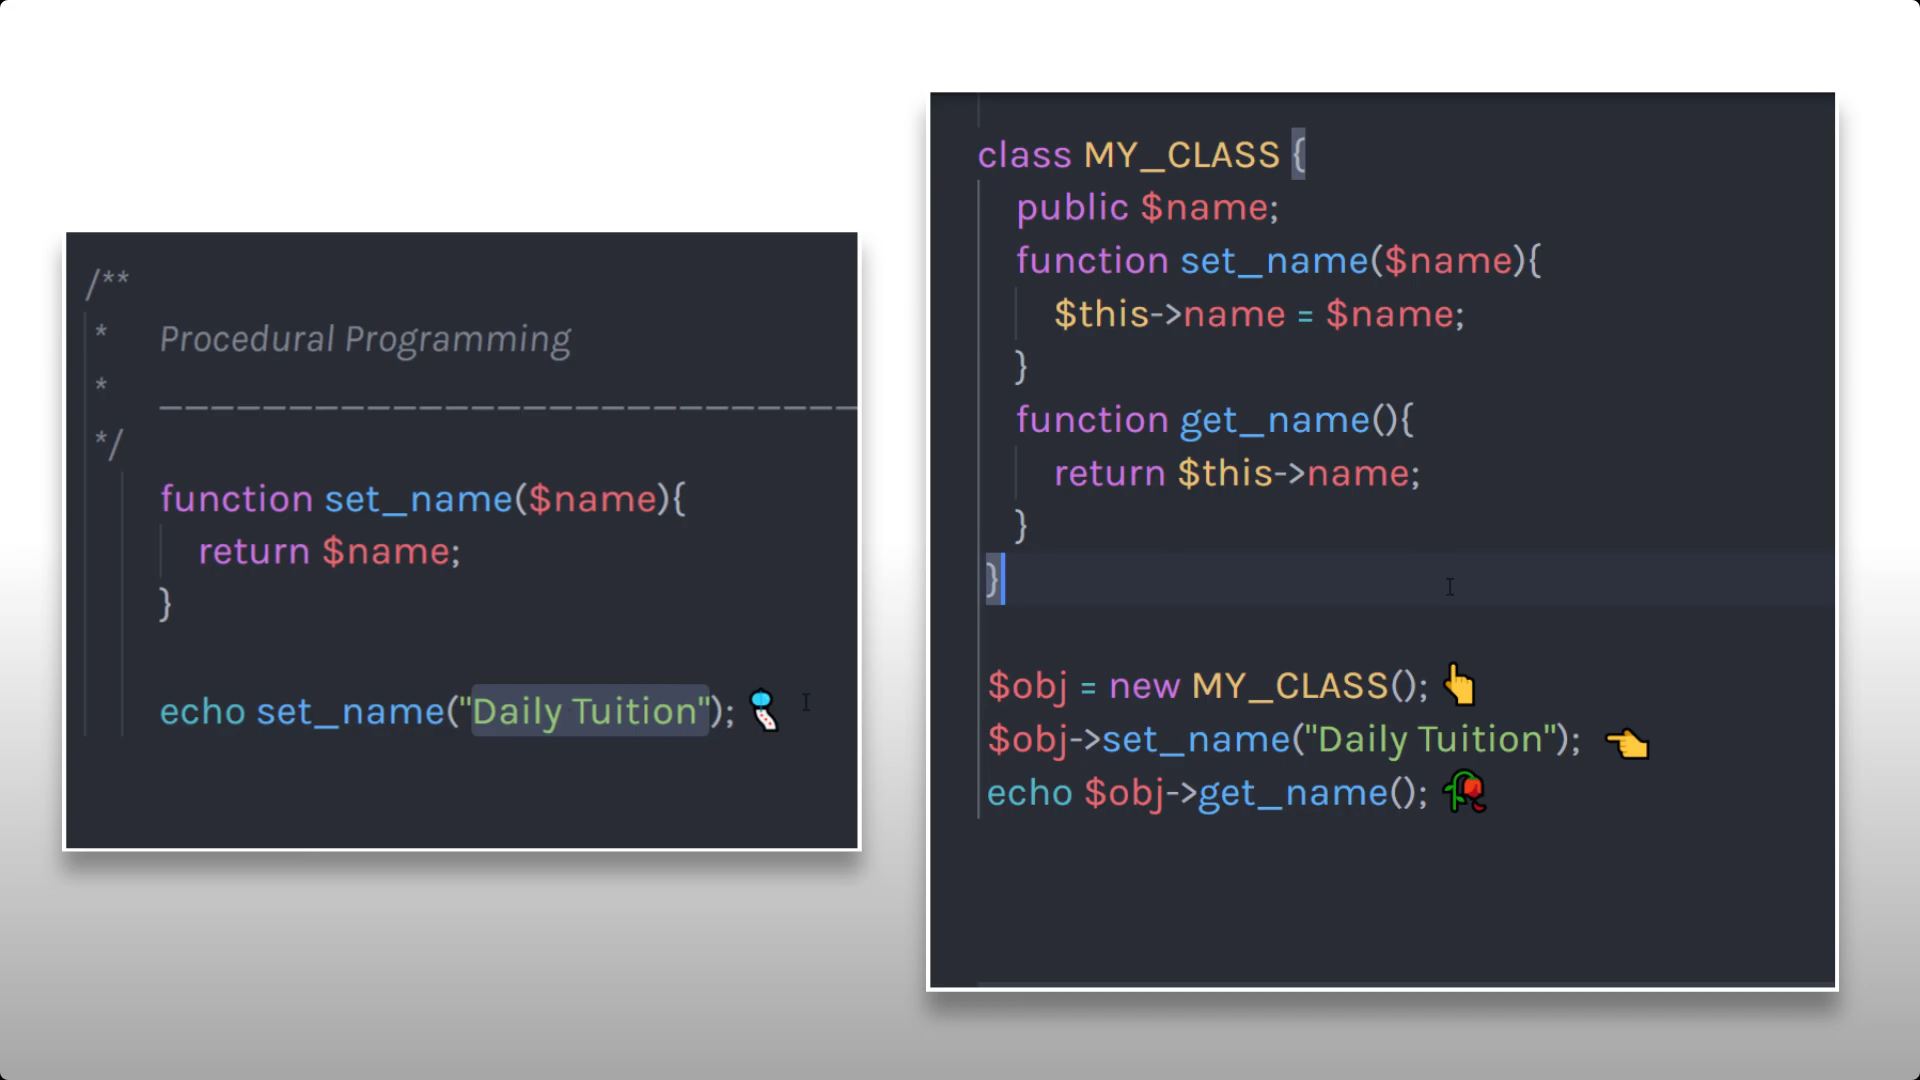 /**
* Procedural Programming
* ----------------------------
*/
function set_name($name){
return $name;
}
echo set_name("Daily Tuition");
class MY_CLASS {
public $name;
function set_name($name){
$this->name = $name;
}
function get_name(){
return $this->name;
}
}
$obj = new MY_CLASS();
$obj->set_name("Daily Tuition");
echo $obj->get_name();